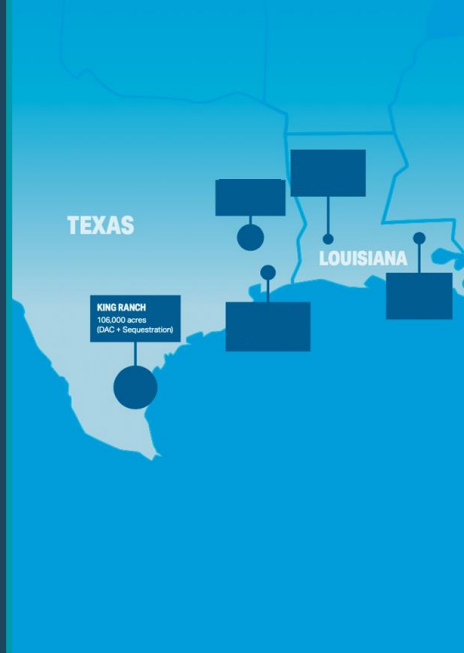 TEXAS
LOUISIANA
KING RANCH
106,000 acres
(DAC + Sequestration)